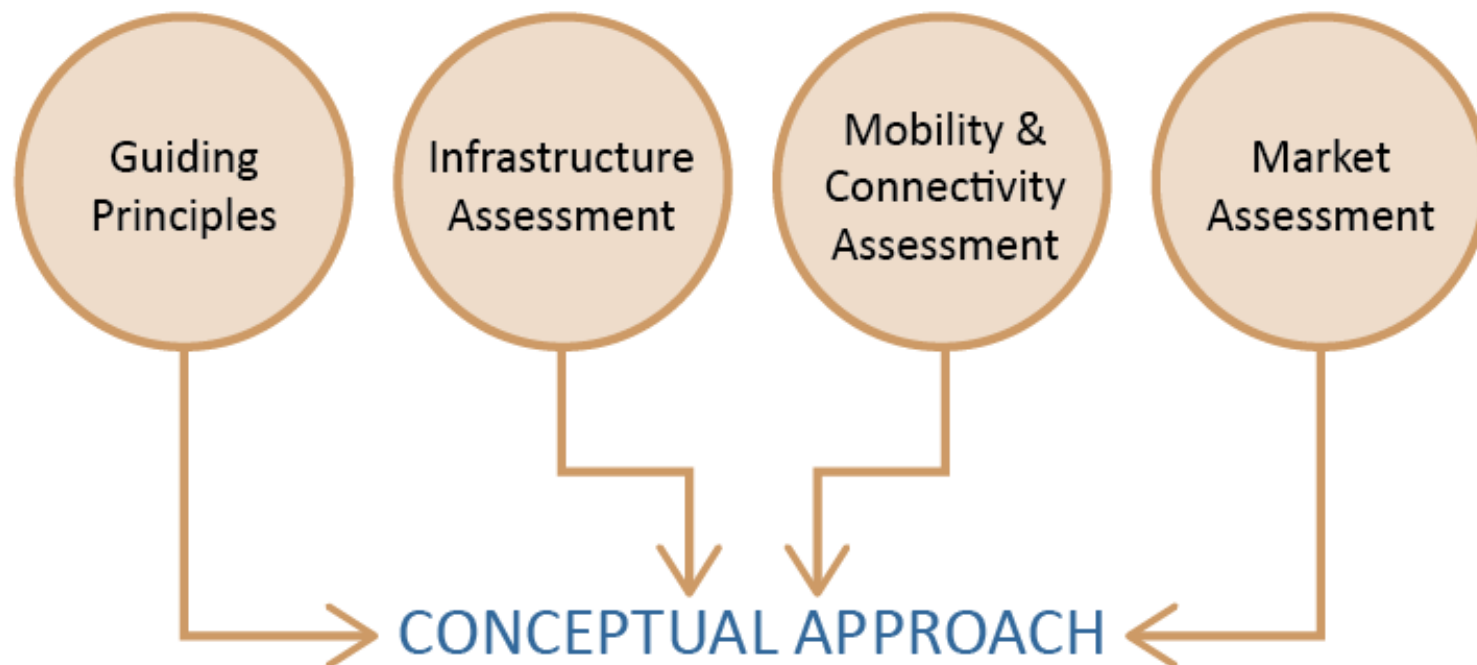 Guiding
Principles
Infrastructure
Assessment
Mobility &
Connectivity
Assessment
Market
Assessment
CONCEPTUAL APPROACH